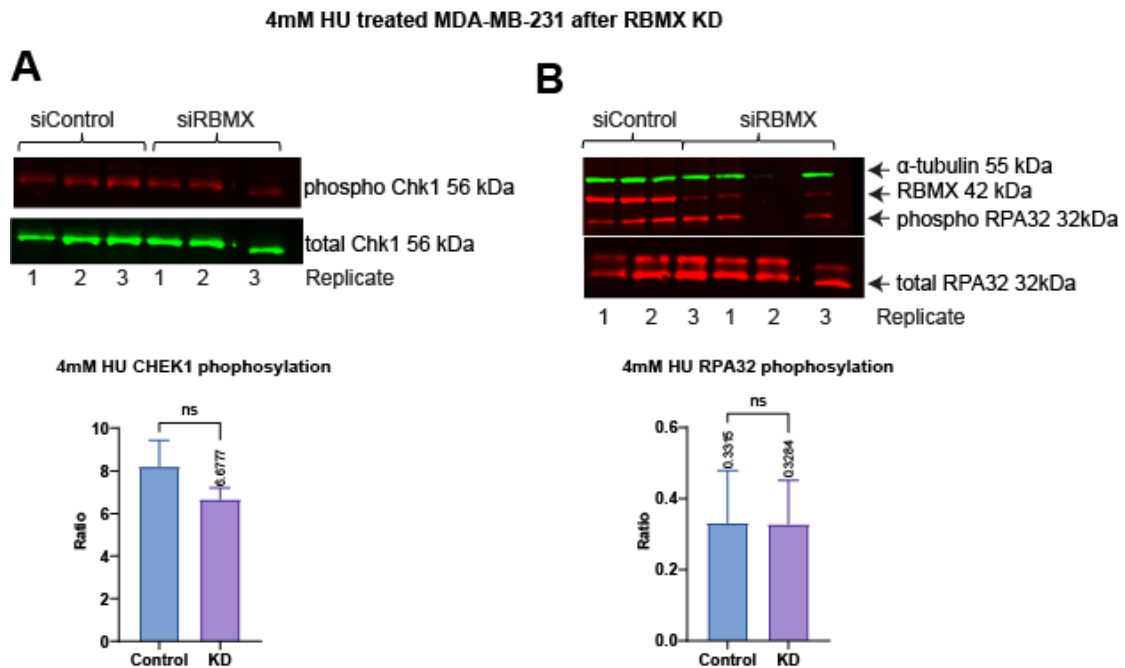 4mM HU treated MDA-MB-231 after RBMX KD
A
siControl siRBMX
phospho Chk1 56 kDa
total Chk1 56 kDa
1 2 3 1 2 3 Replicate
B
siControl siRBMX
α-tubulin 55 kDa
RBMX 42 kDa
phospho RPA32 32kDa
total RPA32 32kDa
1 2 3 1 2 3 Replicate
4mM HU CHEK1 phophosylation
ns
10
8
6
4
2
0
Ratio
6.6777
Control KD
4mM HU RPA32 phophosylation
ns
0.6
0.4
0.2
0.0
Ratio
0.3315
0.3284
Control KD